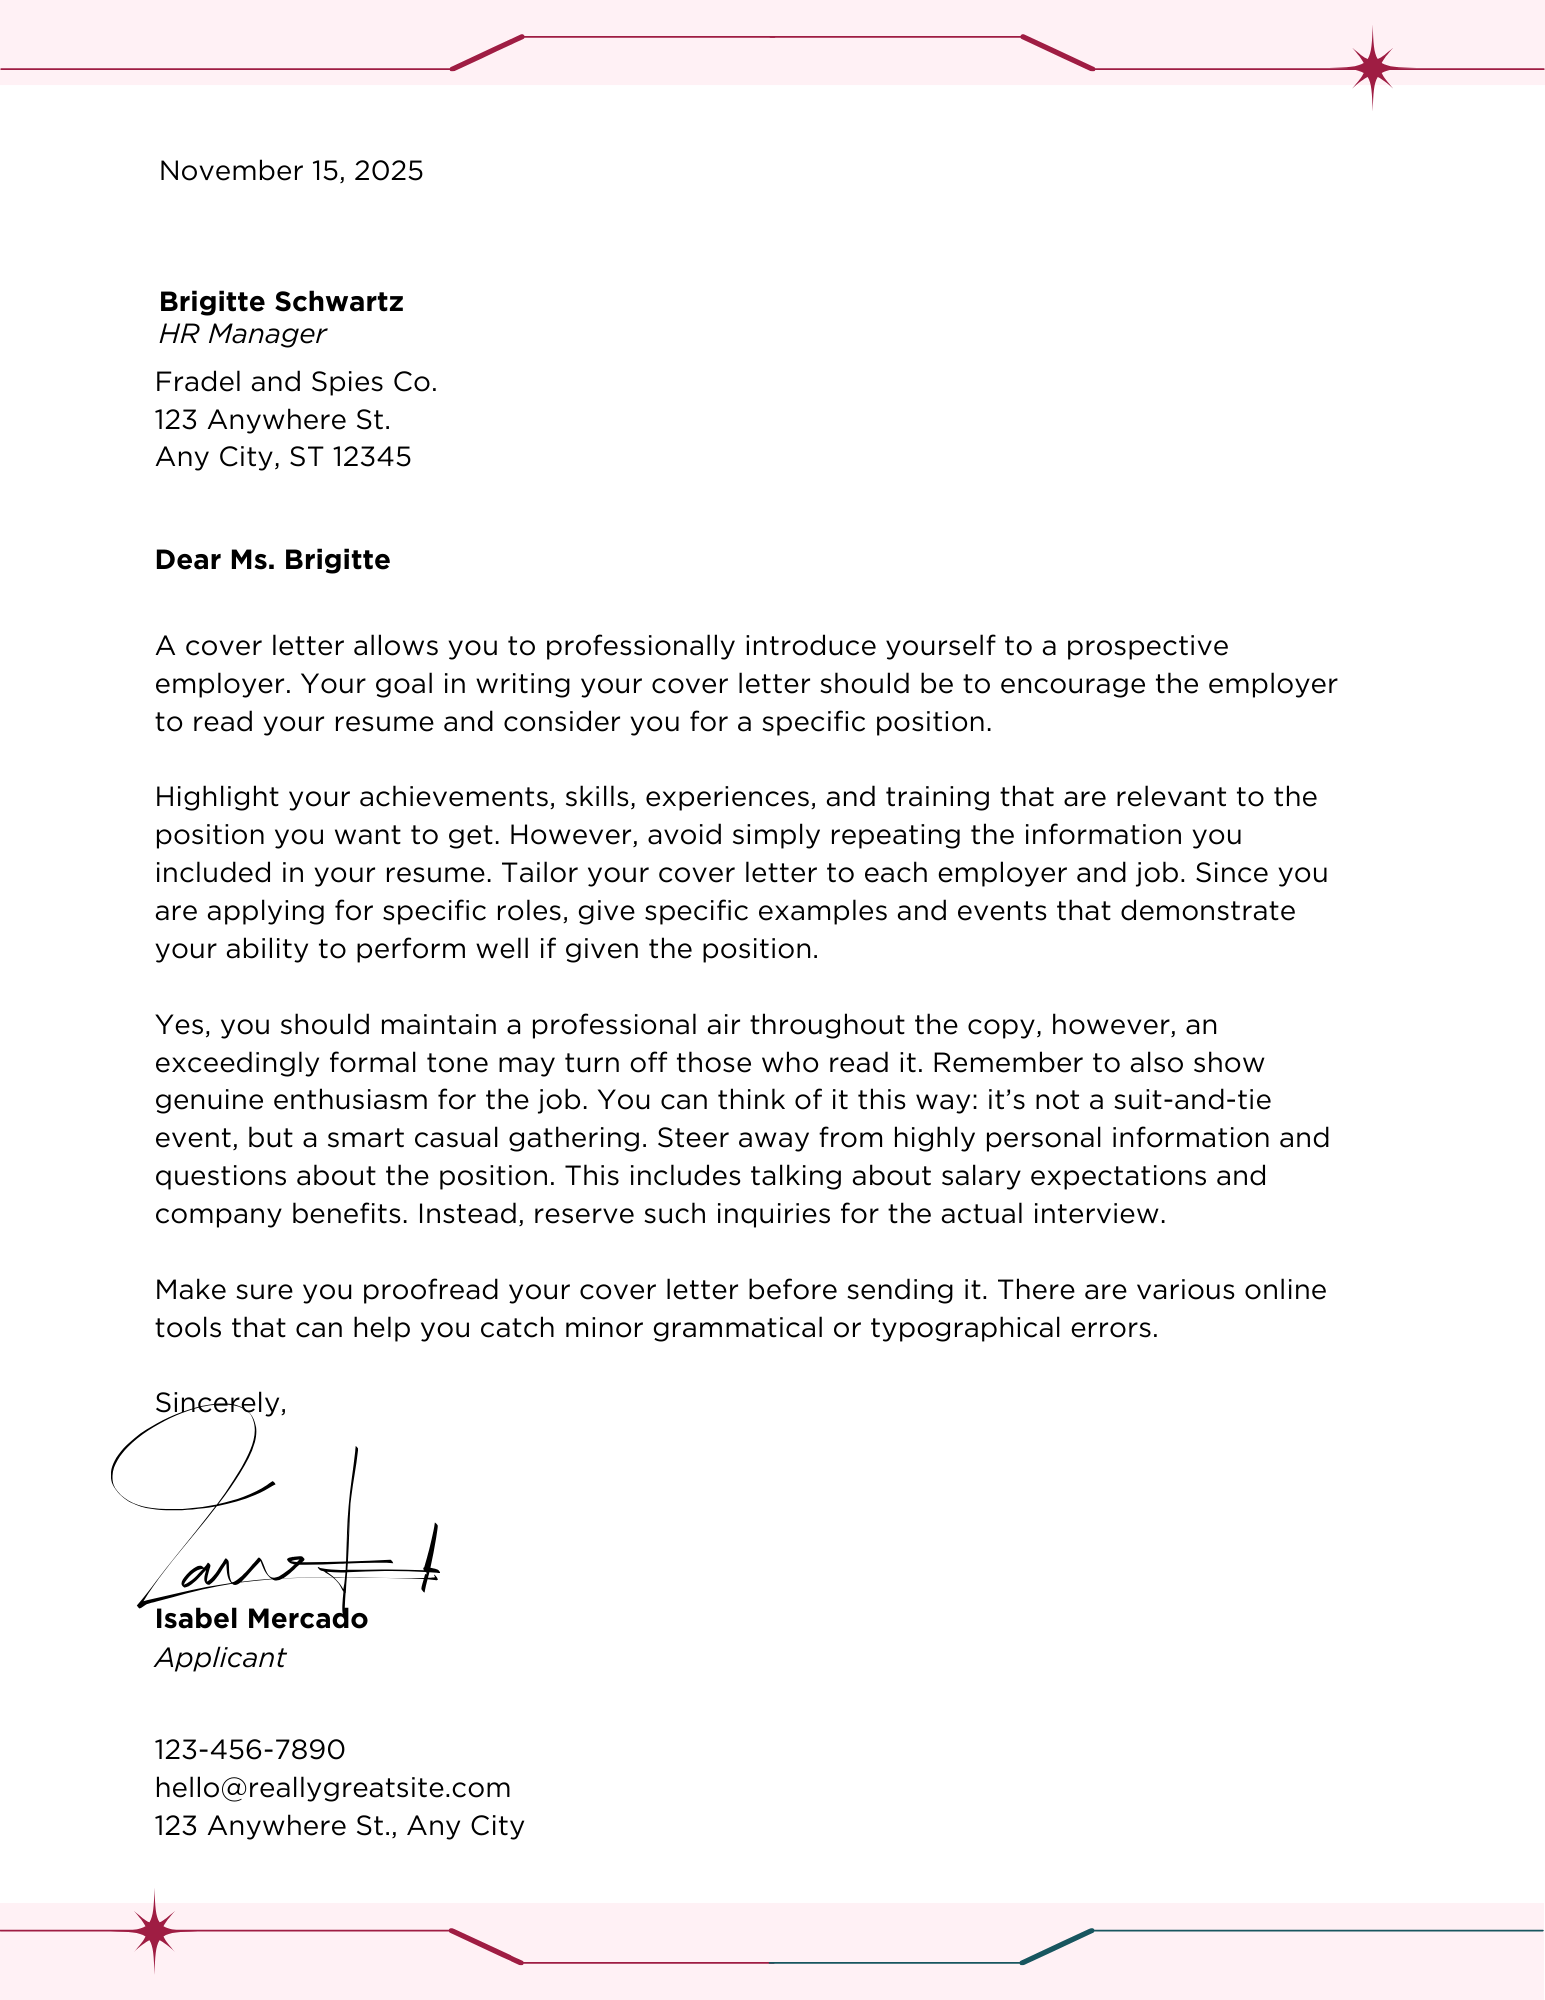 November 15, 2025
Brigitte Schwartz
HR Manager
Fradel and Spies Co.
123 Anywhere St.
Any City, ST 12345
Dear Ms. Brigitte
A cover letter allows you to professionally introduce yourself to a prospective
employer. Your goal in writing your cover letter should be to encourage the employer
to read your resume and consider you for a specific position.
Highlight your achievements, skills, experiences, and training that are relevant to the
position you want to get. However, avoid simply repeating the information you
included in your resume. Tailor your cover letter to each employer and job. Since you
are applying for specific roles, give specific examples and events that demonstrate
your ability to perform well if given the position.
Yes, you should maintain a professional air throughout the copy, however, an
exceedingly formal tone may turn off those who read it. Remember to also show
genuine enthusiasm for the job. You can think of it this way: it’s not a suit-and-tie
event, but a smart casual gathering. Steer away from highly personal information and
questions about the position. This includes talking about salary expectations and
company benefits. Instead, reserve such inquiries for the actual interview.
Make sure you proofread your cover letter before sending it. There are various online
tools that can help you catch minor grammatical or typographical errors.
Sincerely,
Isabel Mercado
Applicant
123-456-7890
hello@reallygreatsite.com
123 Anywhere St., Any City